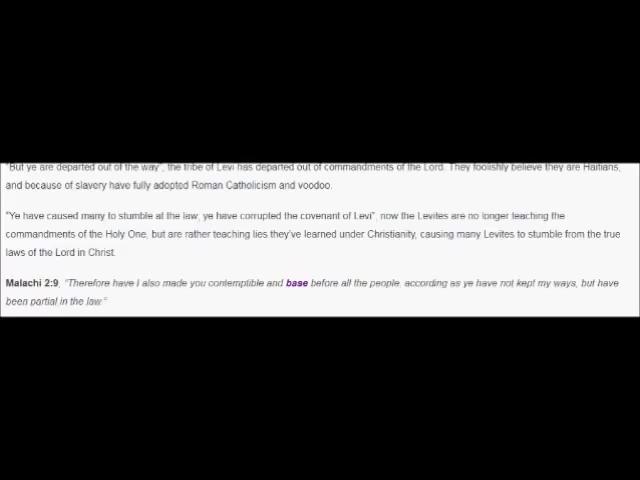 "But ye are departed out of the way", the tribe of Levi has departed out of commandments of the Lord. They foolishly believe they are Haitians,
and because of slavery have fully adopted Roman Catholicism and voodoo.
"Ye have caused many to stumble at the law; ye have corrupted the covenant of Levi", now the Levites are no longer teaching the
commandments of the Holy One, but are rather teaching lies they've learned under Christianity, causing many Levites to stumble from the true
laws of the Lord in Christ.
Malachi 2:9, "Therefore have I also made you contemptible and base before all the people, according as ye have not kept my ways, but have
been partial in the law."